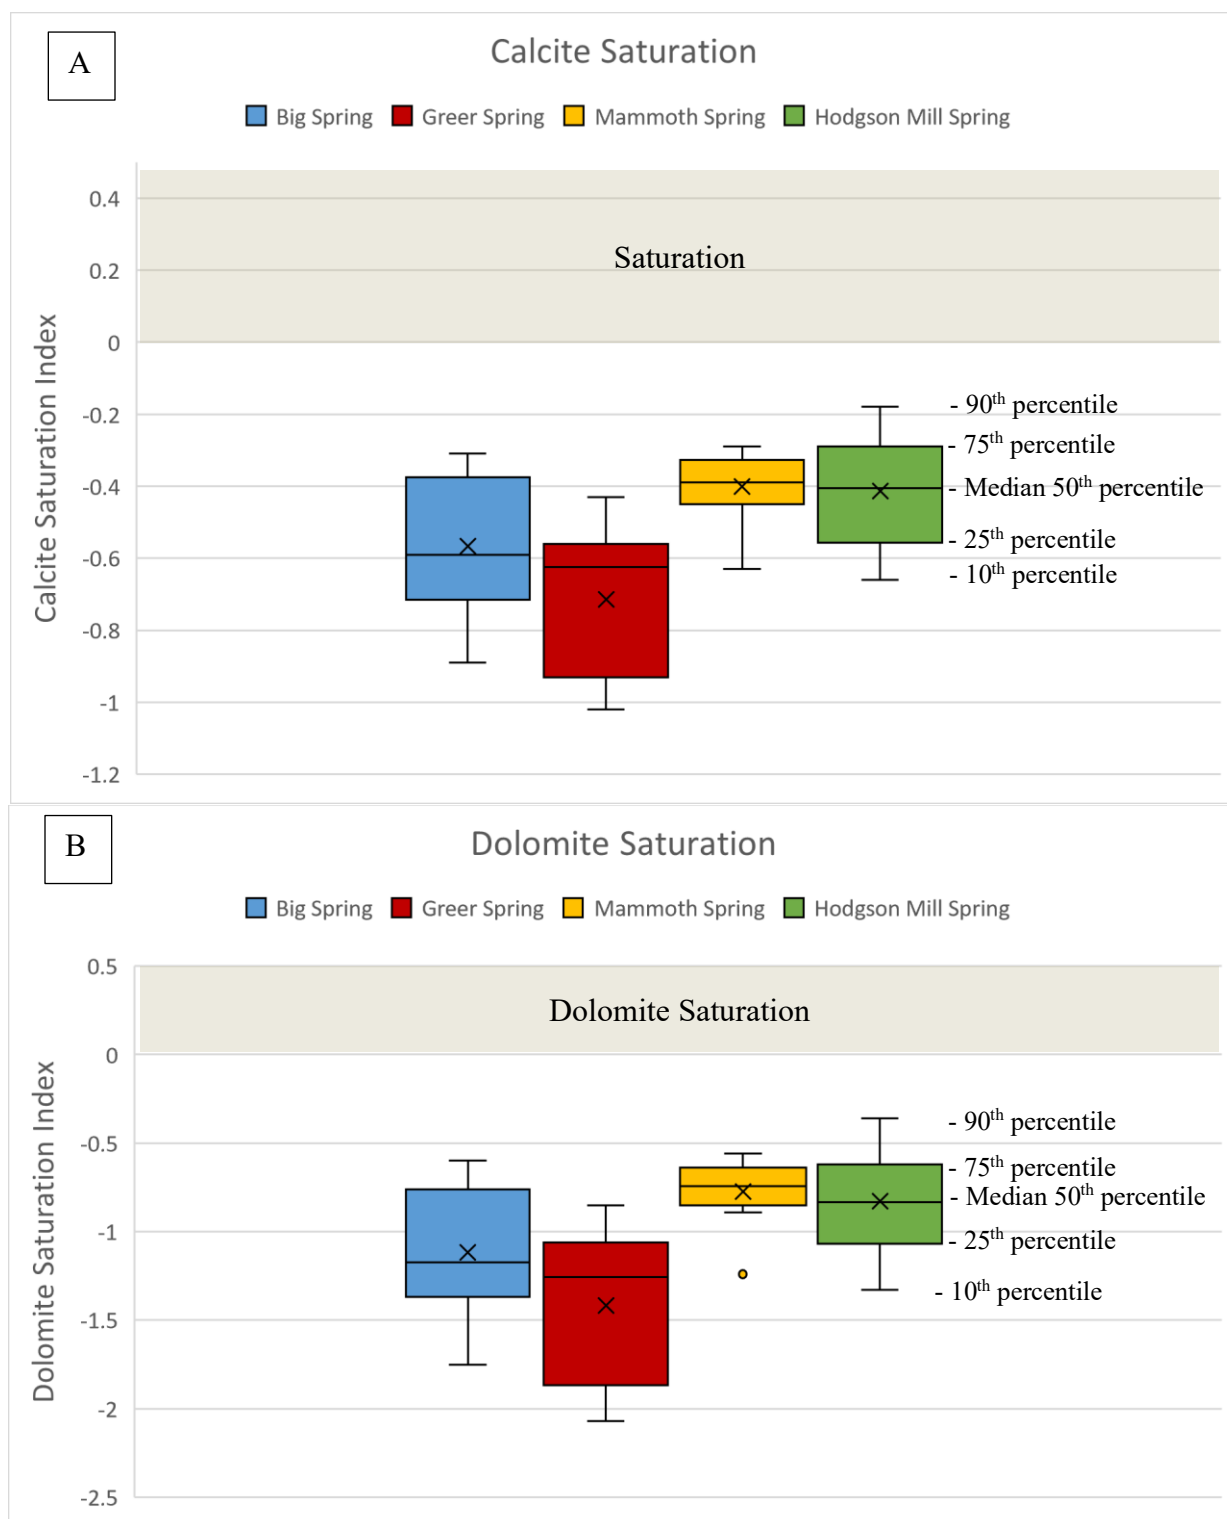 A
Calcite Saturation
Big Spring Greer Spring Mammoth Spring Hodgson Mill Spring
Calcite Saturation Index
0.4
0.2
0
-0.2
-0.4
-0.6
-0.8
-1
-1.2
Saturation
- 90th percentile
- 75th percentile
- Median 50th percentile
- 25th percentile
- 10th percentile
B
Dolomite Saturation
Big Spring Greer Spring Mammoth Spring Hodgson Mill Spring
Dolomite Saturation Index
0.5
0
-0.5
-1
-1.5
-2
-2.5
Dolomite Saturation
- 90th percentile
- 75th percentile
- Median 50th percentile
- 25th percentile
- 10th percentile